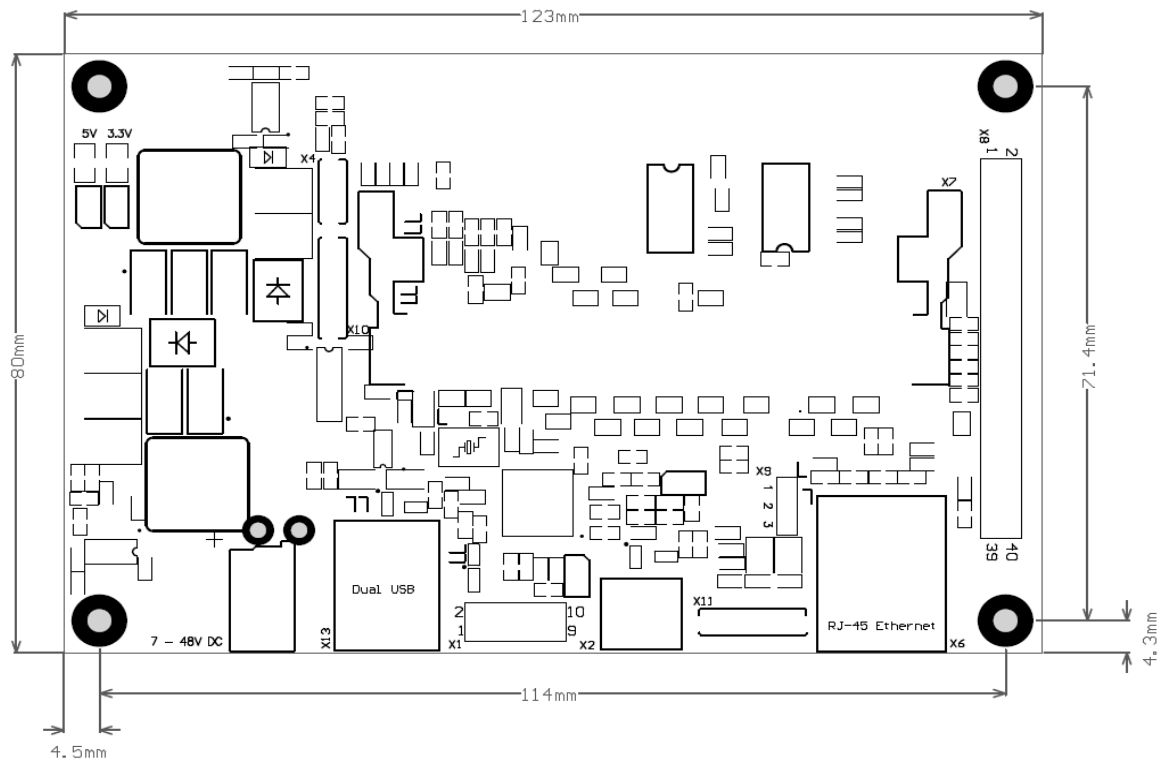 123mm
5V 3.3V
X4
X8
1 2
X7
80mm
X10
71.4mm
X9
1
2
3
39 40
Dual USB
2 10
1 9
X11
RJ-45 Ethernet
7 - 48V DC
X13
X1
X2
X6
4.3mm
114mm
4.5mm